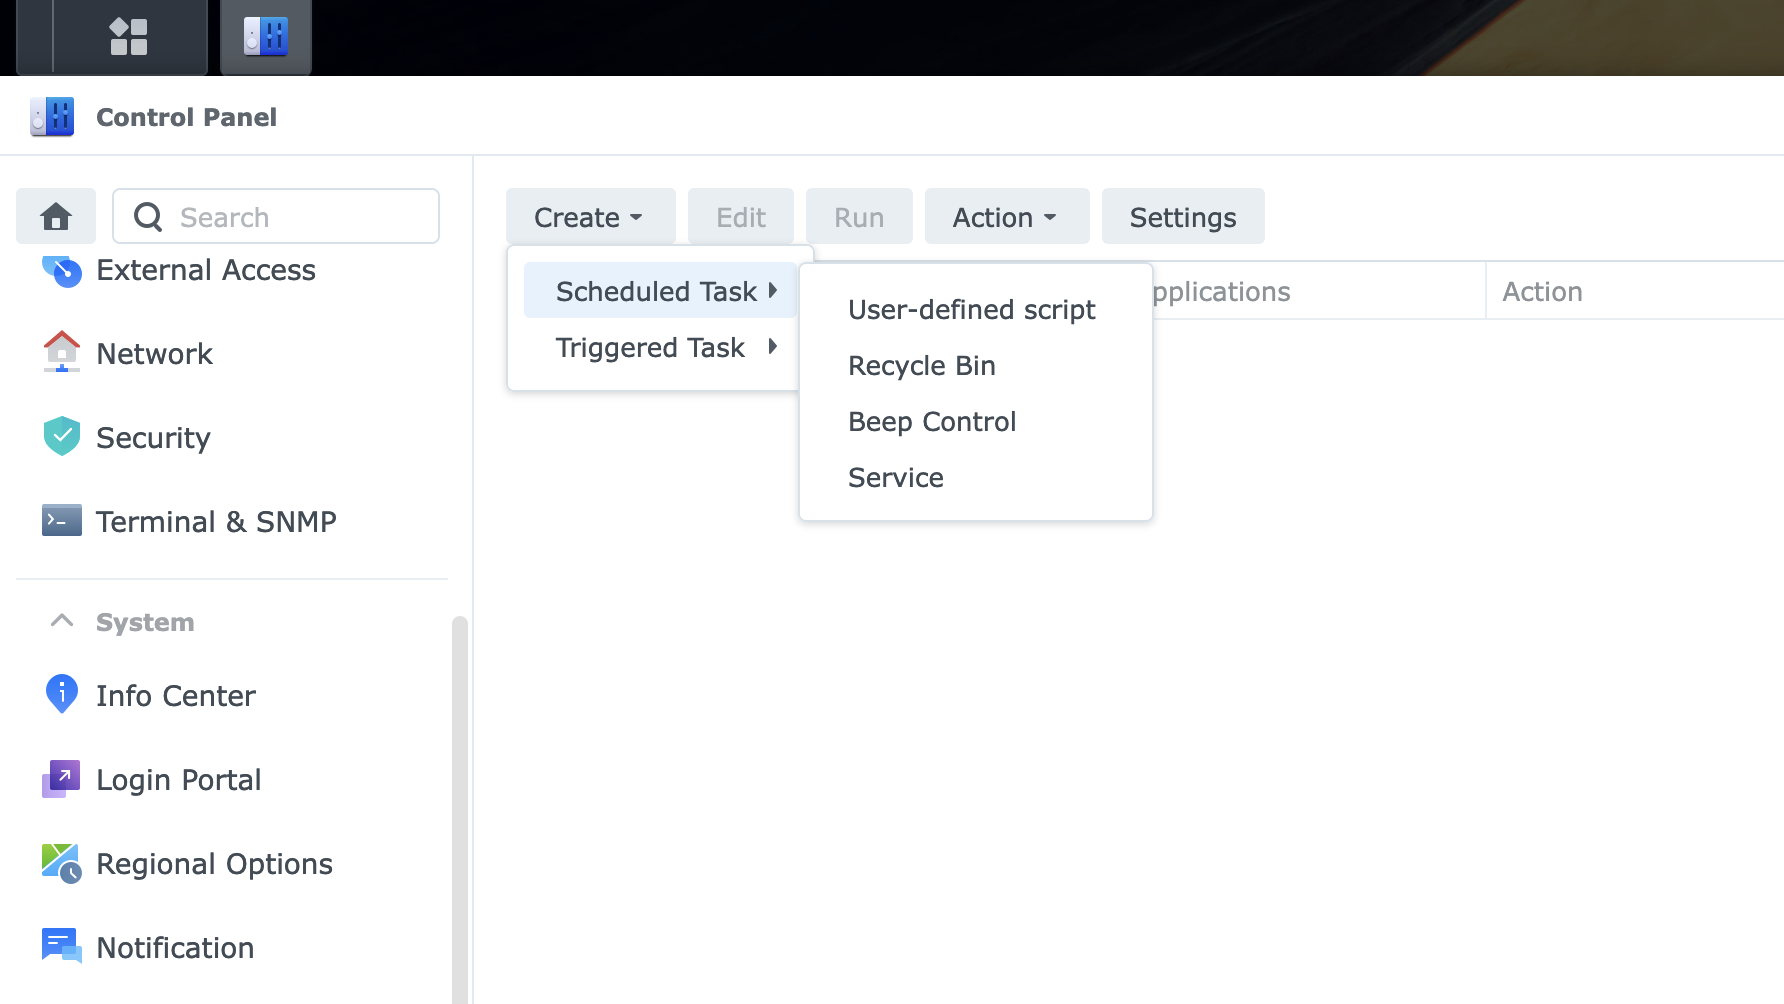 Control Panel
Search
External Access
Network
Security
Terminal & SNMP
System
Info Center
Login Portal
Regional Options
Notification
Create
Edit
Run
Action
Settings
pplications
Action
Scheduled Task
Triggered Task
User-defined script
Recycle Bin
Beep Control
Service